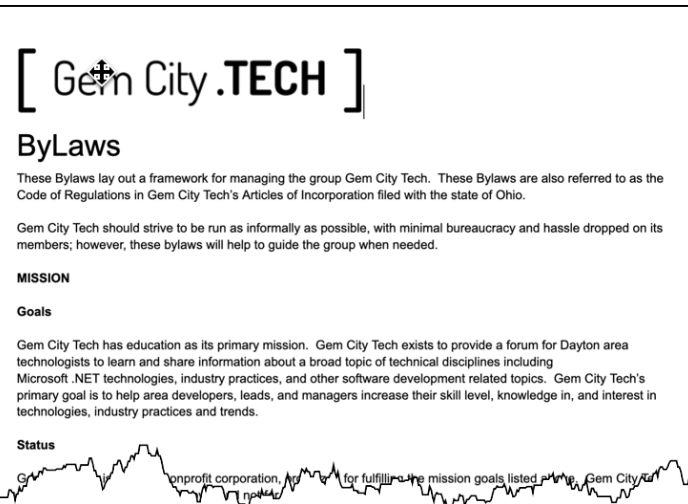 [ Gem City .TECH ]
ByLaws
These Bylaws lay out a framework for managing the group Gem City Tech.  These Bylaws are also referred to as the
Code of Regulations in Gem City Tech's Articles of Incorporation filed with the state of Ohio.
Gem City Tech should strive to be run as informally as possible, with minimal bureaucracy and hassle dropped on its
members; however, these bylaws will help to guide the group when needed.
MISSION
Goals
Gem City Tech has education as its primary mission.  Gem City Tech exists to provide a forum for Dayton area
technologists to learn and share information about a broad topic of technical disciplines including
Microsoft .NET technologies, industry practices, and other software development related topics.  Gem City Tech's
primary goal is to help area developers, leads, and managers increase their skill level, knowledge in, and interest in
technologies, industry practices and trends.
Status
nonprofit corporation, for fulfilling the mission goals listed Gem City